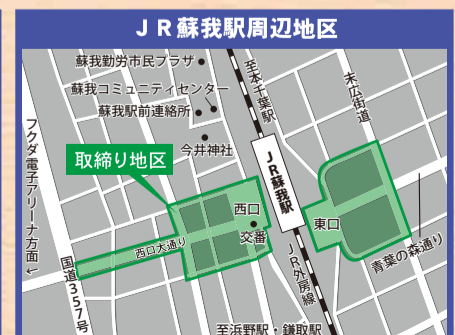 JR蘇我駅周辺地区
蘇我勤労市民プラザ
至本千葉駅
末広街道
蘇我コミュニティセンター
蘇我駅前連絡所
今井神社
フクダ電子アリーナ方面
取締り地区
JR蘇我駅
西口
交番
東口
西口大通り
青葉の森通り
JR外房線
国道357号
至浜野駅・鎌取駅